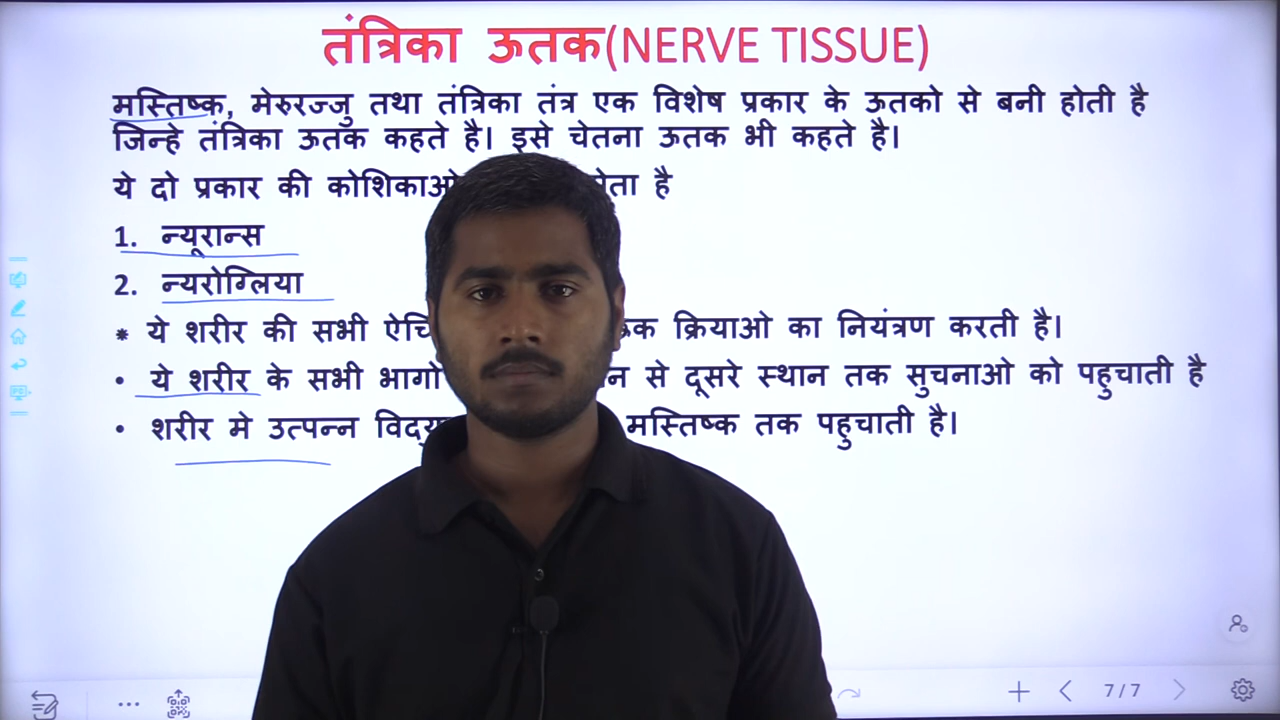 तंत्रिका ऊतक(NERVE TISSUE)
मस्तिष्क, मेरुरज्जु तथा तंत्रिका तंत्र एक विशेष प्रकार के ऊतको से बनी होती है
जिन्हे तंत्रिका ऊतक कहते है। इसे चेतना ऊतक भी कहते है।
ये दो प्रकार की है
1. न्यूरान्स
2. न्यरोग्लिया
* ये शरीर की सभी क्रियाओ का नियंत्रण करती है।
• ये शरीर के सभी से दूसरे स्थान तक सुचनाओ को पहुचाती है
• शरीर मे उत्पन्न मस्तिष्क तक पहुचाती है।
7/7